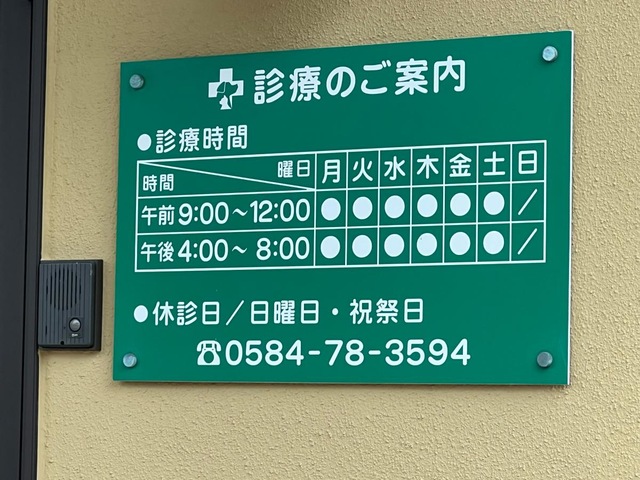 診療のご案内
●診療時間
時間 曜日 月 火 水 木 金 土 日
午前 9:00～12:00 ● ● ● ● ● ● ／
午後 4:00～ 8:00 ● ● ● ● ● ● ／
●休診日／日曜日・祝祭日
☎0584-78-3594